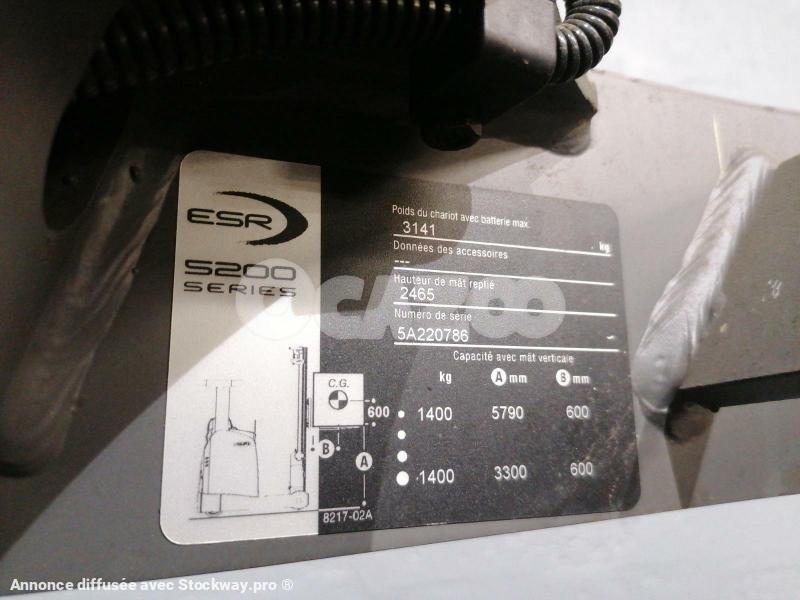 ESR
5200
SERIES
Poids du chariot avec batterie max.
3141 kg
Données des accessoires
---
Hauteur de mât replié
2465
Numéro de série
5A220786
Capacité avec mât verticale
kg A mm B mm
1400 5790 600
1400 3300 600
C.G.
600
B
A
8217-02A
Annonce diffusée avec Stockway.pro ®